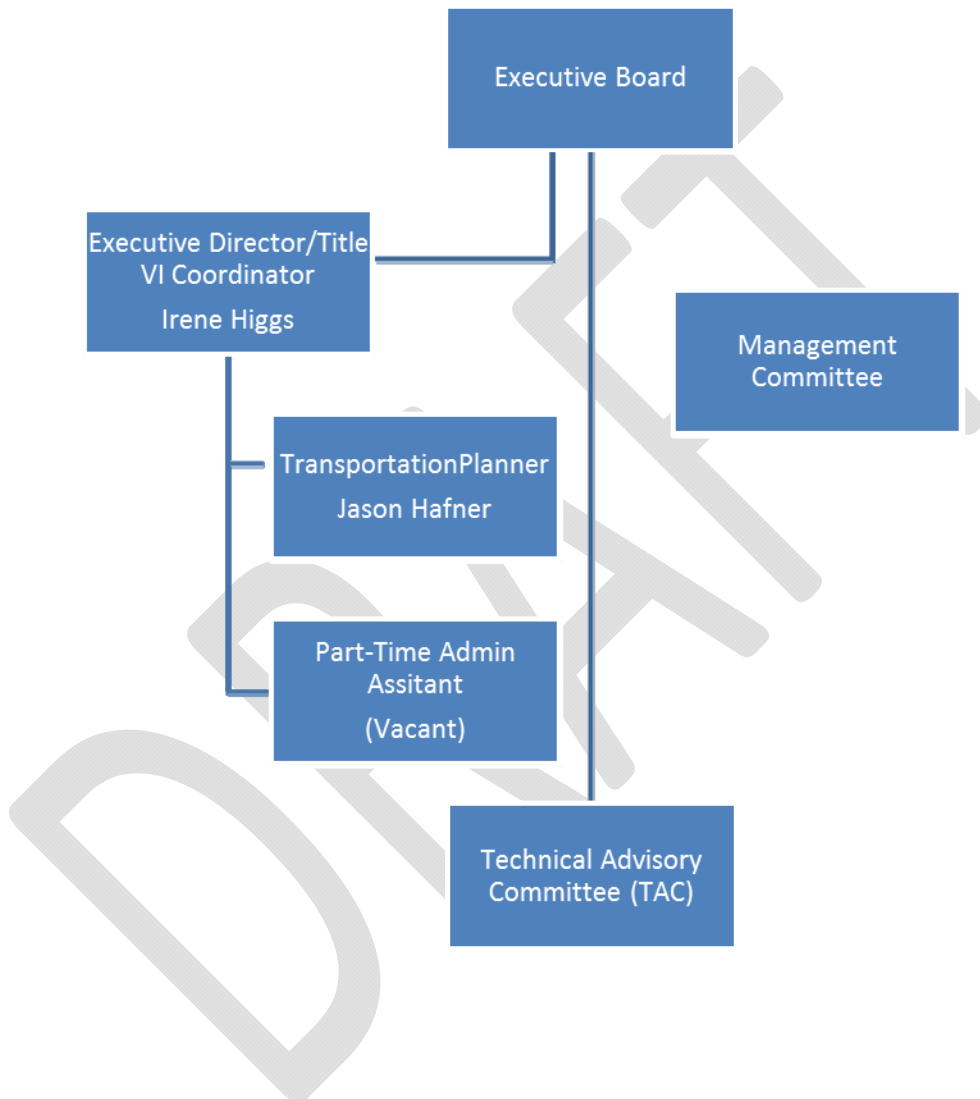 Executive Board
Executive Director/Title
VI Coordinator
Irene Higgs
Management
Committee
TransportationPlanner
Jason Hafner
Part-Time Admin
Assitant
(Vacant)
Technical Advisory
Committee (TAC)
DRAFT